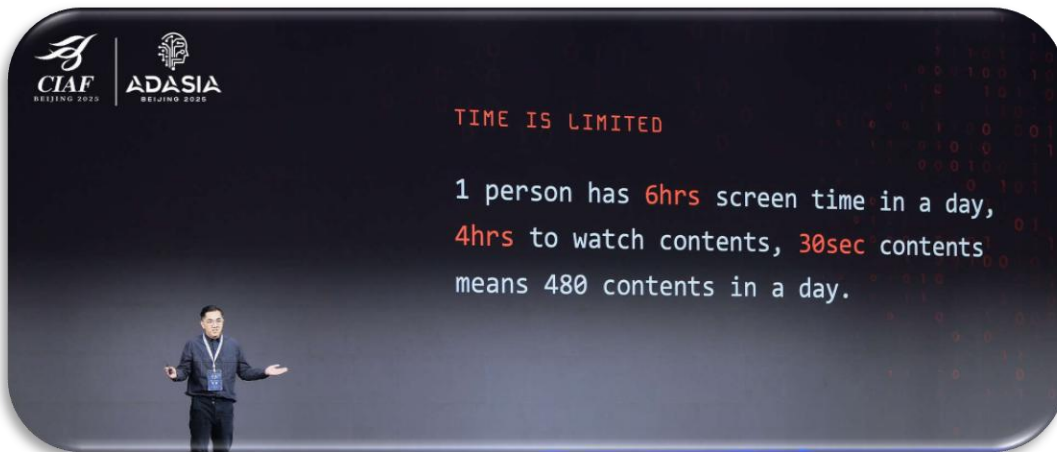 CIAF
BEIJING 2025
ADASIA
BEIJING 2025
TIME IS LIMITED
1 person has 6hrs screen time in a day,
4hrs to watch contents, 30sec contents
means 480 contents in a day.